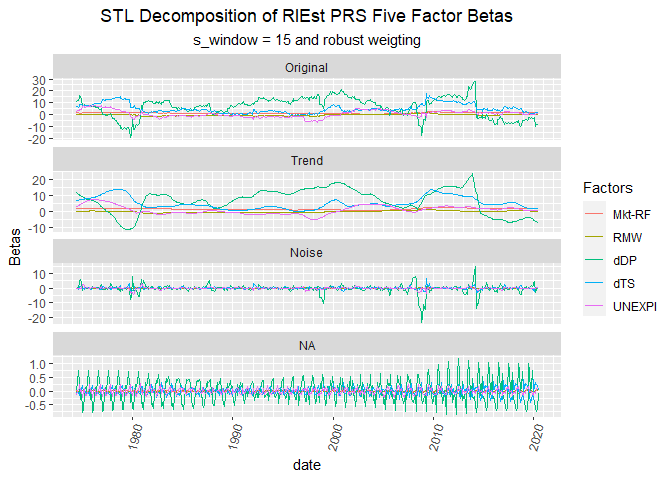 STL Decomposition of RlEst PRS Five Factor Betas
s_window = 15 and robust weigting
Original
30
20
10
0
-10
-20
Trend
20
10
0
-10
Noise
10
0
-10
-20
NA
1.0
0.5
0.0
-0.5
1980
1990
2000
2010
2020
date
Betas
Factors
Mkt-RF
RMW
dDP
dTS
UNEXPI